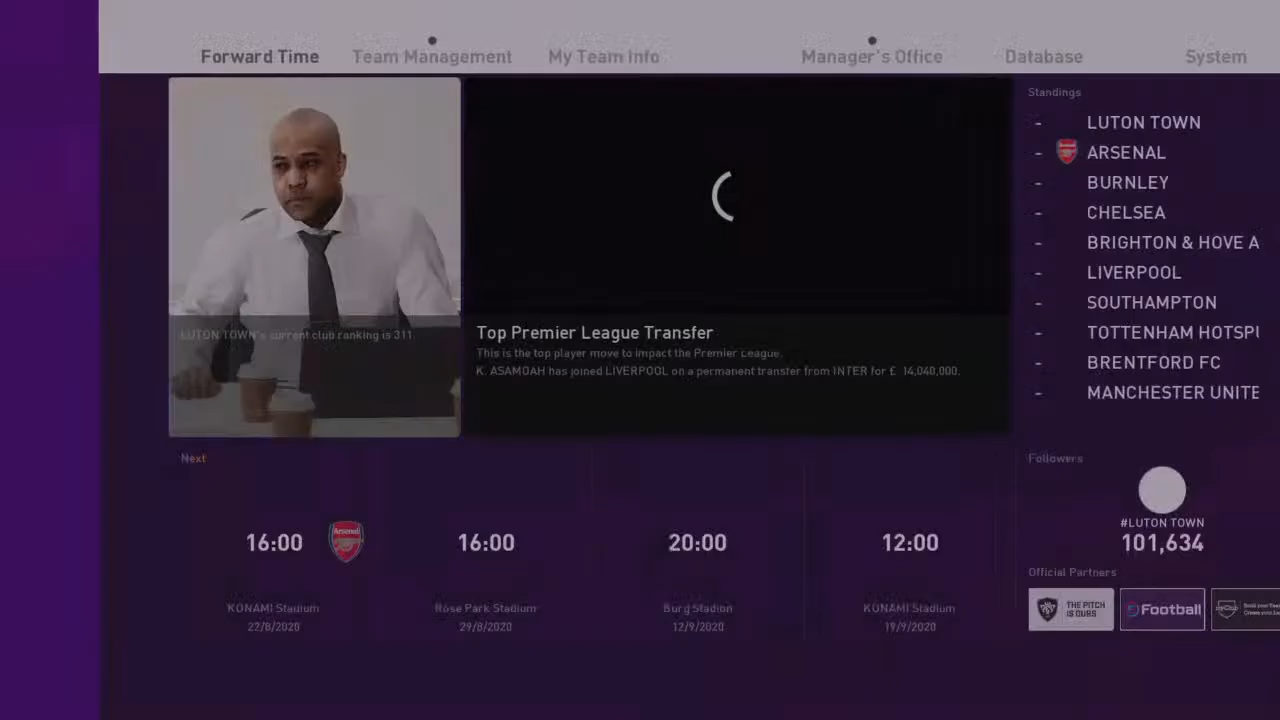 Forward Time Team Management My Team Info Manager's Office Database System
Standings
- LUTON TOWN
- Arsenal ARSENAL
- BURNLEY
- CHELSEA
- BRIGHTON & HOVE A
- LIVERPOOL
- SOUTHAMPTON
- TOTTENHAM HOTSPU
- BRENTFORD FC
- MANCHESTER UNITE
LUTON TOWN's current club ranking is 311.
Top Premier League Transfer
This is the top player move to impact the Premier League.
K. ASAMOAH has joined LIVERPOOL on a permanent transfer from INTER for £ 14,040,000.
Next
16:00 Arsenal 16:00 20:00 12:00
KONAMI Stadium Rose Park Stadium Burg Stadion KONAMI Stadium
22/8/2020 29/8/2020 12/9/2020 19/9/2020
Followers
#LUTON TOWN
101,634
Official Partners
THE PITCH
IS OURS
eFootball
myClub